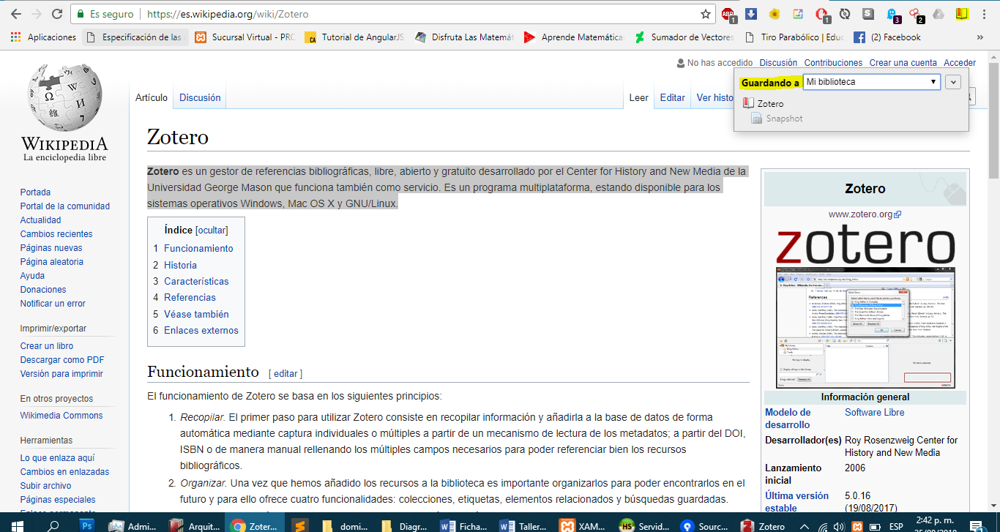 Es seguro | https://es.wikipedia.org/wiki/Zotero
ABP 1 1 S 3 2
Aplicaciones Especificación de las Sucursal Virtual - PRO CA Tutorial de AngularJS Disfruta Las Matemát Aprende Matemáticas Sumador de Vectores Tiro Parabólico | Edu (2) Facebook »
No has accedido Discusión Contribuciones Crear una cuenta Acceder
Guardando a Mi biblioteca
Zotero
Snapshot
WIKIPEDIA
La enciclopedia libre
Artículo Discusión Leer Editar Ver histo
Zotero
Zotero es un gestor de referencias bibliográficas, libre, abierto y gratuito desarrollado por el Center for History and New Media de la
Universidad George Mason que funciona también como servicio. Es un programa multiplataforma, estando disponible para los
sistemas operativos Windows, Mac OS X y GNU/Linux.
Portada
Portal de la comunidad
Actualidad
Cambios recientes
Páginas nuevas
Página aleatoria
Ayuda
Donaciones
Notificar un error
Imprimir/exportar
Crear un libro
Descargar como PDF
Versión para imprimir
En otros proyectos
Wikimedia Commons
Herramientas
Lo que enlaza aquí
Cambios en enlazadas
Subir archivo
Páginas especiales
Enlace permanente
Índice [ocultar]
1 Funcionamiento
2 Historia
3 Características
4 Referencias
5 Véase también
6 Enlaces externos
Funcionamiento [ editar ]
El funcionamiento de Zotero se basa en los siguientes principios:
1. Recopilar. El primer paso para utilizar Zotero consiste en recopilar información y añadirla a la base de datos de forma
automática mediante captura individuales o múltiples a partir de un mecanismo de lectura de los metadatos; a partir del DOI,
ISBN o de manera manual rellenando los múltiples campos necesarios para poder referenciar bien los recursos
bibliográficos.
2. Organizar. Una vez que hemos añadido los recursos a la biblioteca es importante organizarlos para poder encontrarlos en el
futuro y para ello ofrece cuatro funcionalidades: colecciones, etiquetas, elementos relacionados y búsquedas guardadas.
Zotero
www.zotero.org
zotero
References
Información general
Modelo de Software Libre
desarrollo
Desarrollador(es) Roy Rosenzweig Center for
History and New Media
Lanzamiento 2006
inicial
Última versión 5.0.16
estable (19/08/2017)
Ps Admi... Arquit... Zoter... domi... Diagr... Ficha... Taller... XAM... HS Servid... Sourc... Zotero ESP 2:42 p. m.